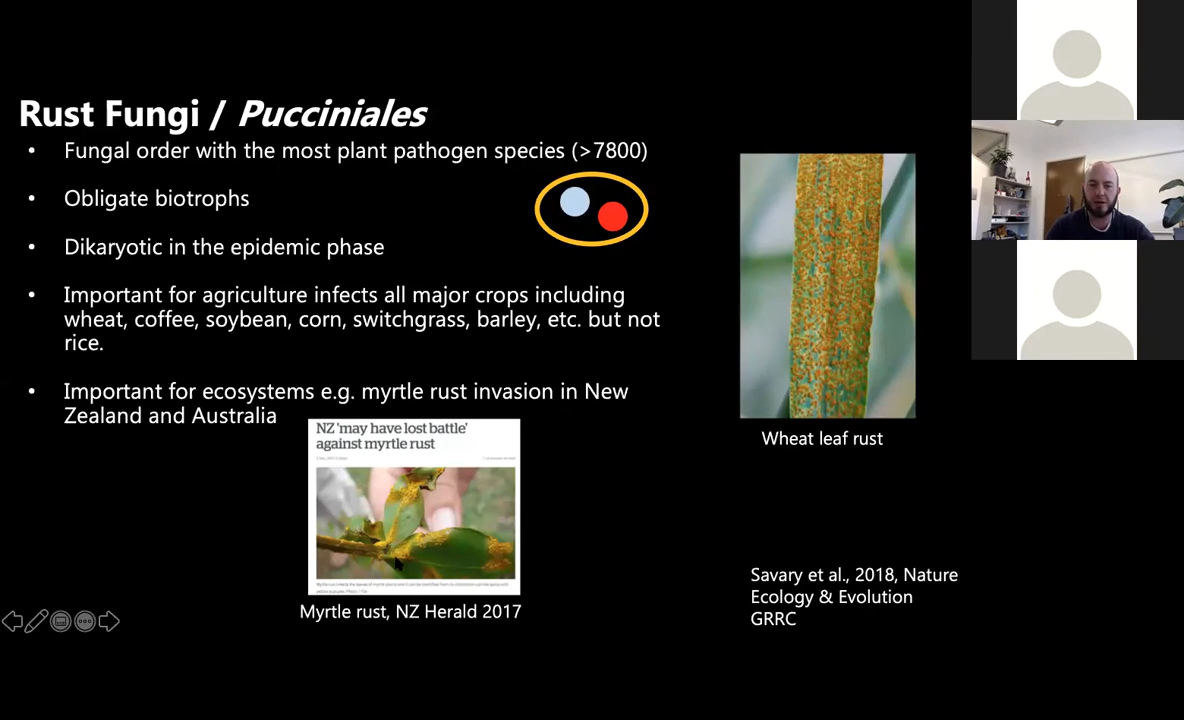 Rust Fungi / Pucciniales
• Fungal order with the most plant pathogen species (>7800)
• Obligate biotrophs
• Dikaryotic in the epidemic phase
• Important for agriculture infects all major crops including
wheat, coffee, soybean, corn, switchgrass, barley, etc. but not
rice.
• Important for ecosystems e.g. myrtle rust invasion in New
Zealand and Australia
NZ 'may have lost battle'
against myrtle rust
Myrtle rust, NZ Herald 2017
Wheat leaf rust
Savary et al., 2018, Nature
Ecology & Evolution
GRRC